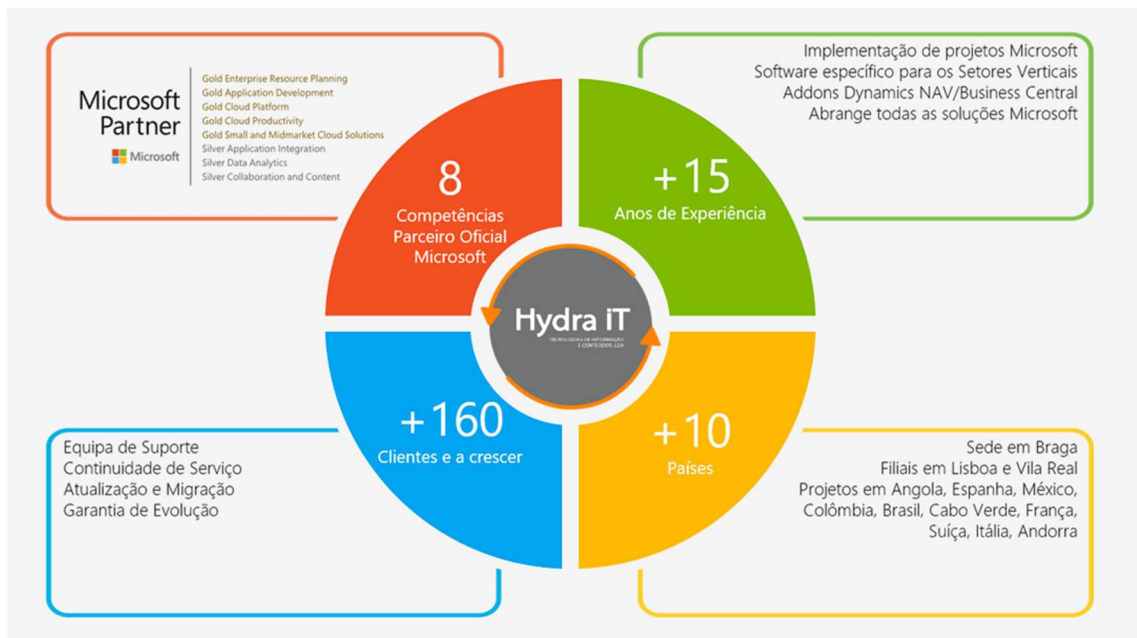 Microsoft
Partner
Microsoft
Gold Enterprise Resource Planning
Gold Application Development
Gold Cloud Platform
Gold Cloud Productivity
Gold Small and Midmarket Cloud Solutions
Silver Application Integration
Silver Data Analytics
Silver Collaboration and Content
8
Competências
Parceiro Oficial
Microsoft
Implementação de projetos Microsoft
Software específico para os Setores Verticais
Addons Dynamics NAV/Business Central
Abrange todas as soluções Microsoft
+15
Anos de Experiência
Hydra iT
TECNOLOGIAS DE INFORMAÇÃO
E CONTEÚDOS, LDA
+160
Clientes e a crescer
Equipa de Suporte
Continuidade de Serviço
Atualização e Migração
Garantia de Evolução
+10
Países
Sede em Braga
Filiais em Lisboa e Vila Real
Projetos em Angola, Espanha, México,
Colômbia, Brasil, Cabo Verde, França,
Suíça, Itália, Andorra